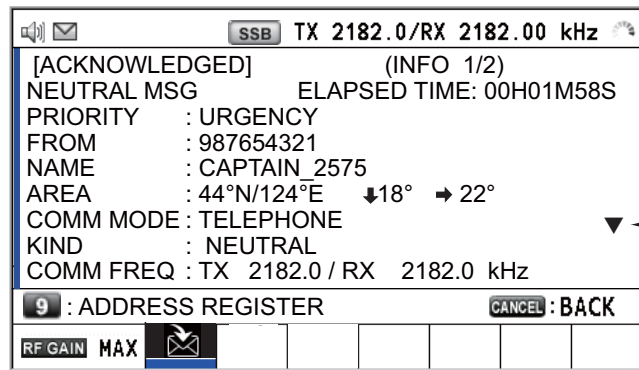 SSB TX 2182.0/RX 2182.00 kHz
[ACKNOWLEDGED] (INFO 1/2)
NEUTRAL MSG ELAPSED TIME: 00H01M58S
PRIORITY : URGENCY
FROM : 987654321
NAME : CAPTAIN_2575
AREA : 44°N/124°E ⬇18° ➡ 22°
COMM MODE : TELEPHONE
KIND : NEUTRAL
COMM FREQ : TX 2182.0 / RX 2182.0 kHz
9 : ADDRESS REGISTER CANCEL : BACK
RF GAIN MAX